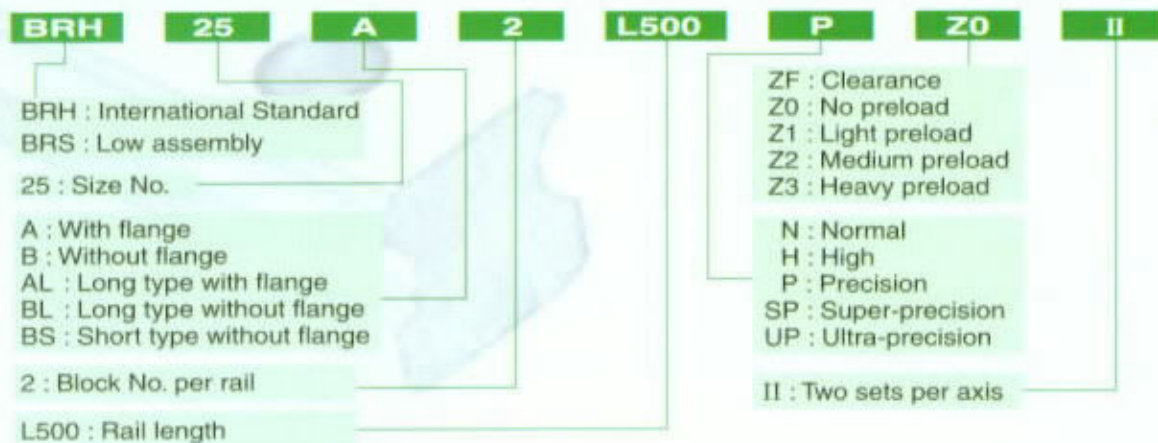 BRH 25 A 2 L500 P Z0 II
BRH : International Standard
BRS : Low assembly
25 : Size No.
A : With flange
B : Without flange
AL : Long type with flange
BL : Long type without flange
BS : Short type without flange
2 : Block No. per rail
L500 : Rail length
ZF : Clearance
Z0 : No preload
Z1 : Light preload
Z2 : Medium preload
Z3 : Heavy preload
N : Normal
H : High
P : Precision
SP : Super-precision
UP : Ultra-precision
II : Two sets per axis